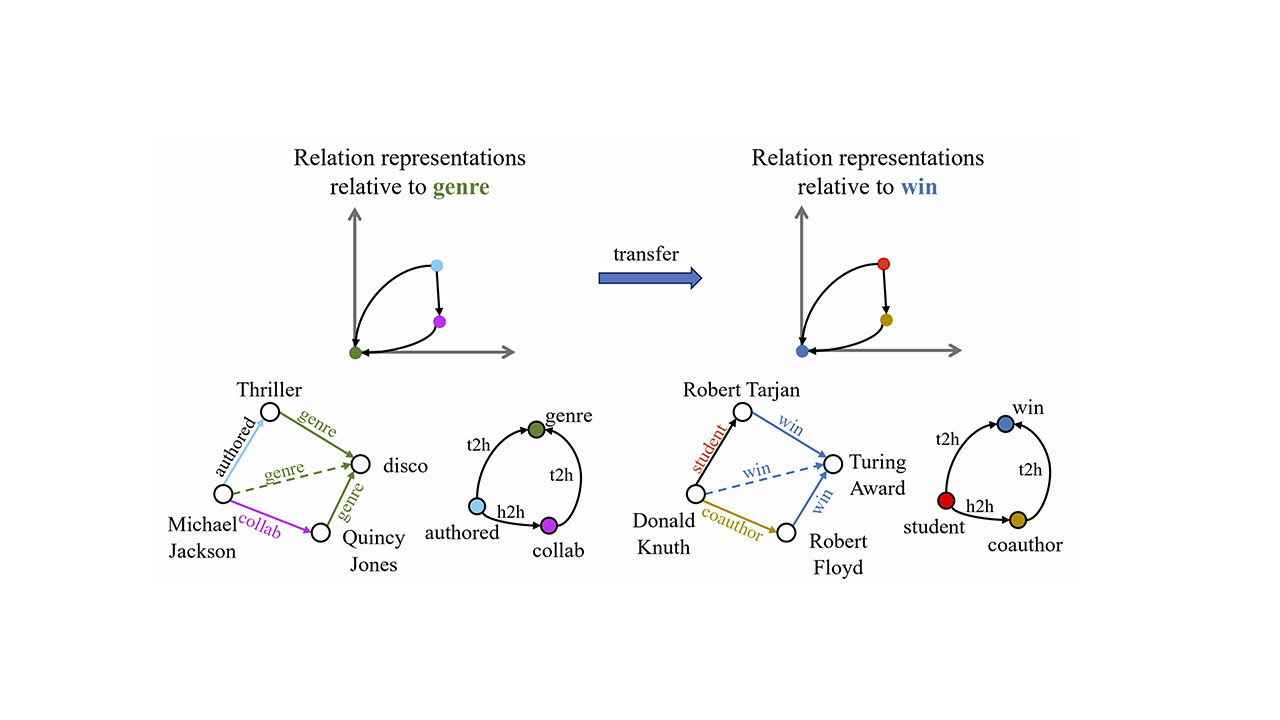 Relation representations
relative to genre
Relation representations
relative to win
transfer
Thriller
authored
genre
genre
genre
disco
Michael
Jackson
collab
Quincy
Jones
genre
t2h
t2h
h2h
authored
collab
Robert Tarjan
student
win
win
win
Turing
Award
Donald
Knuth
coauthor
Robert
Floyd
win
t2h
t2h
h2h
student
coauthor